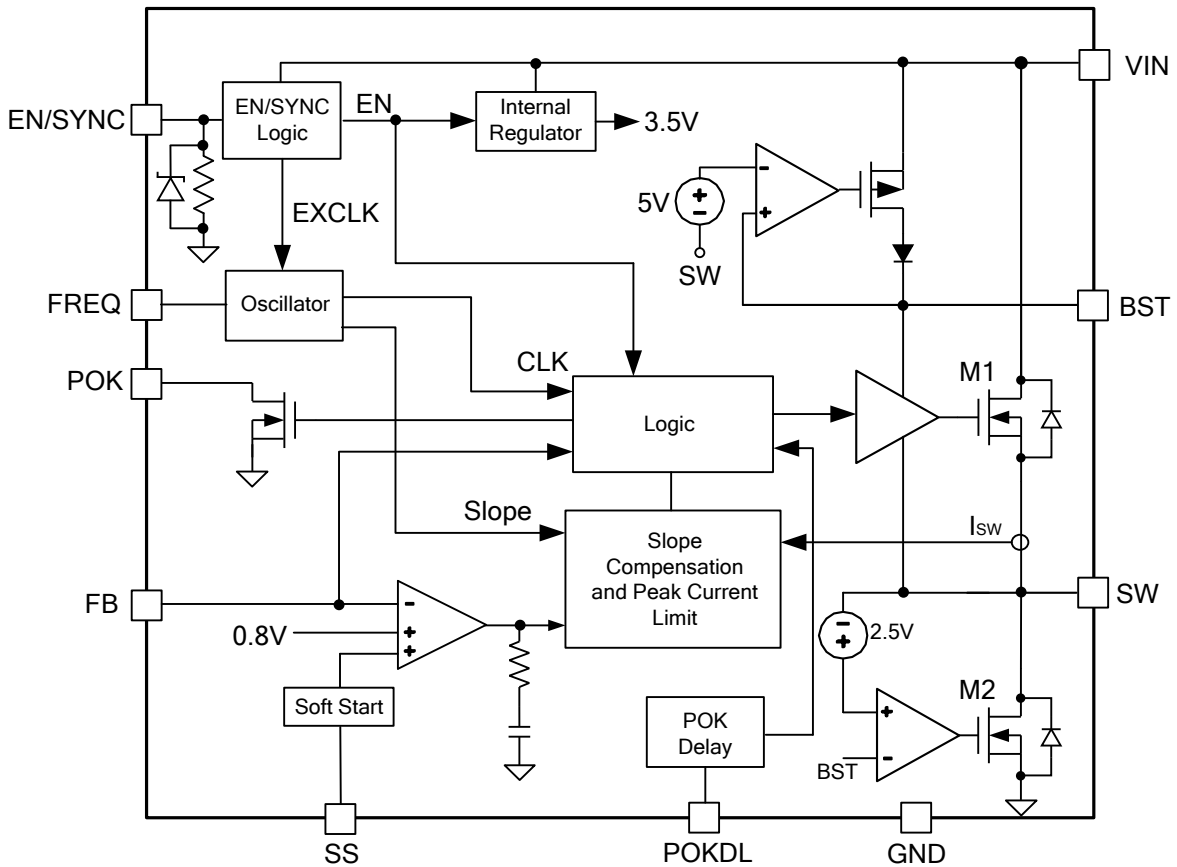 VIN
EN/SYNC
EN/SYNC
Logic
EN
Internal
Regulator
3.5V
5V
+
-
SW
-
+
EXCLK
FREQ
Oscillator
BST
POK
CLK
M1
Logic
Slope
Slope
Compensation
and Peak Current
Limit
ISW
FB
-
0.8V
+
+
SW
-
+
2.5V
Soft Start
M2
POK
Delay
+
-
BST
SS
POKDL
GND